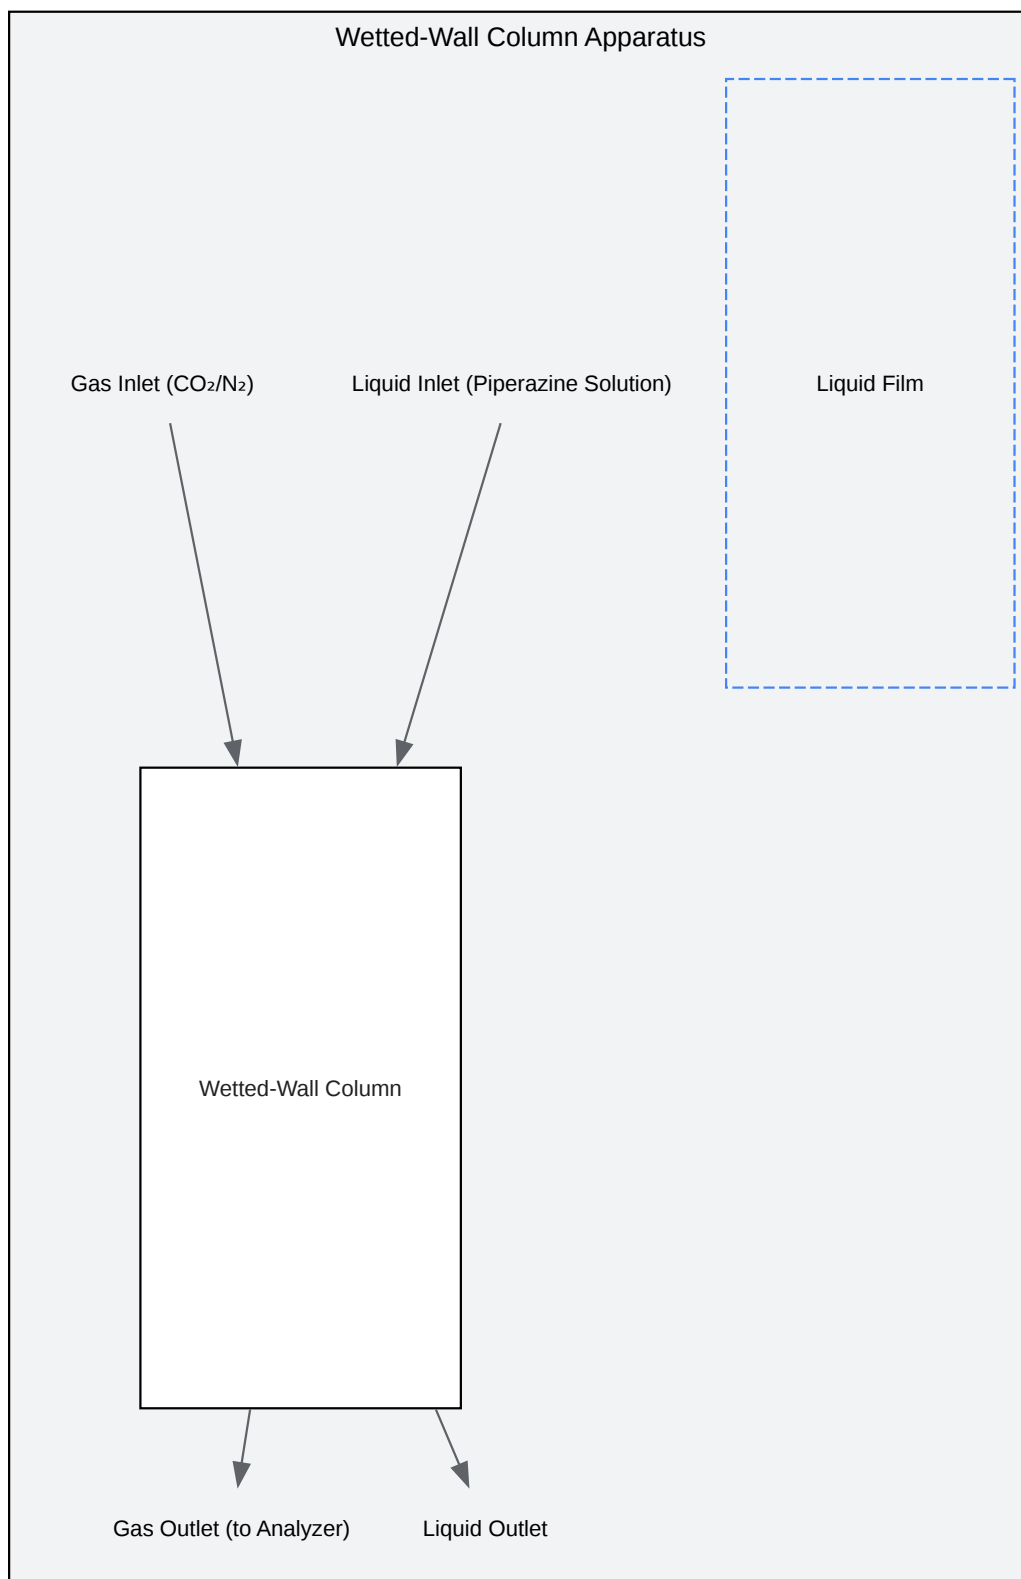 Wetted-Wall Column Apparatus
Gas Inlet (CO₂/N₂)
Liquid Inlet (Piperazine Solution)
Liquid Film
Wetted-Wall Column
Gas Outlet (to Analyzer)
Liquid Outlet